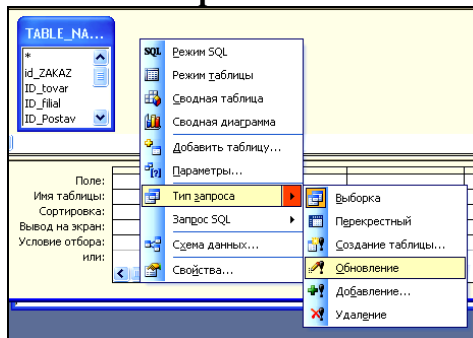 TABLE_NA...
*
id_ZAKAZ
ID_tovar
ID_filial
ID_Postav
SQL Режим SQL
Режим таблицы
Сводная таблица
Сводная диаграмма
Добавить таблицу...
Параметры...
Тип запроса
Запрос SQL
Схема данных...
Свойства...
Поле:
Имя таблицы:
Сортировка:
Вывод на экран:
Условие отбора:
или:
Выборка
Перекрестный
Создание таблицы...
Обновление
Добавление...
Удаление